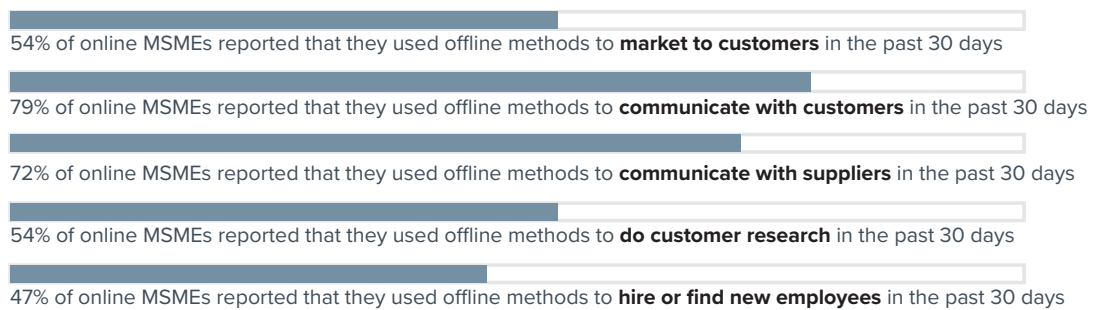 54% of online MSMEs reported that they used offline methods to market to customers in the past 30 days
79% of online MSMEs reported that they used offline methods to communicate with customers in the past 30 days
72% of online MSMEs reported that they used offline methods to communicate with suppliers in the past 30 days
54% of online MSMEs reported that they used offline methods to do customer research in the past 30 days
47% of online MSMEs reported that they used offline methods to hire or find new employees in the past 30 days